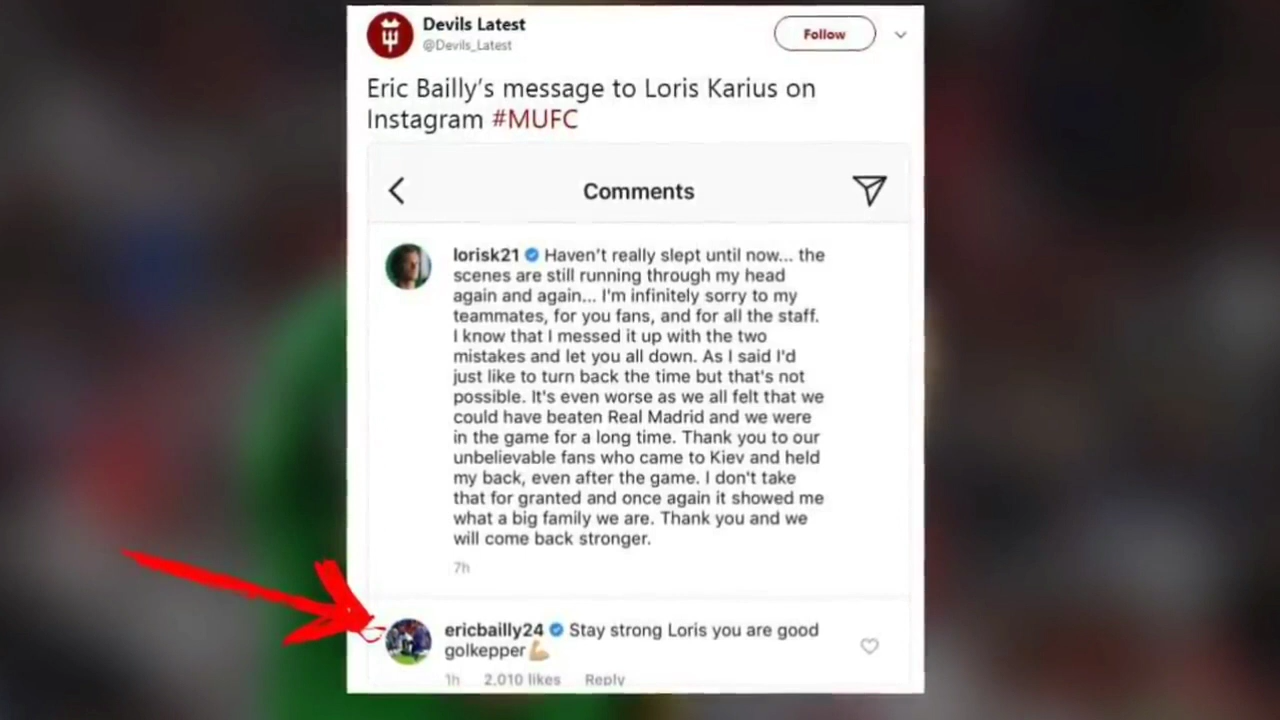 Devils Latest
@Devils_Latest
Follow
Eric Bailly's message to Loris Karius on
Instagram #MUFC
Comments
lorisk21 Haven't really slept until now... the
scenes are still running through my head
again and again... I'm infinitely sorry to my
teammates, for you fans, and for all the staff.
I know that I messed it up with the two
mistakes and let you all down. As I said I'd
just like to turn back the time but that's not
possible. It's even worse as we all felt that we
could have beaten Real Madrid and we were
in the game for a long time. Thank you to our
unbelievable fans who came to Kiev and held
my back, even after the game. I don't take
that for granted and once again it showed me
what a big family we are. Thank you and we
will come back stronger.
7h
ericbailly24 Stay strong Loris you are good
golkepper💪🏼
1h 2,010 likes Reply